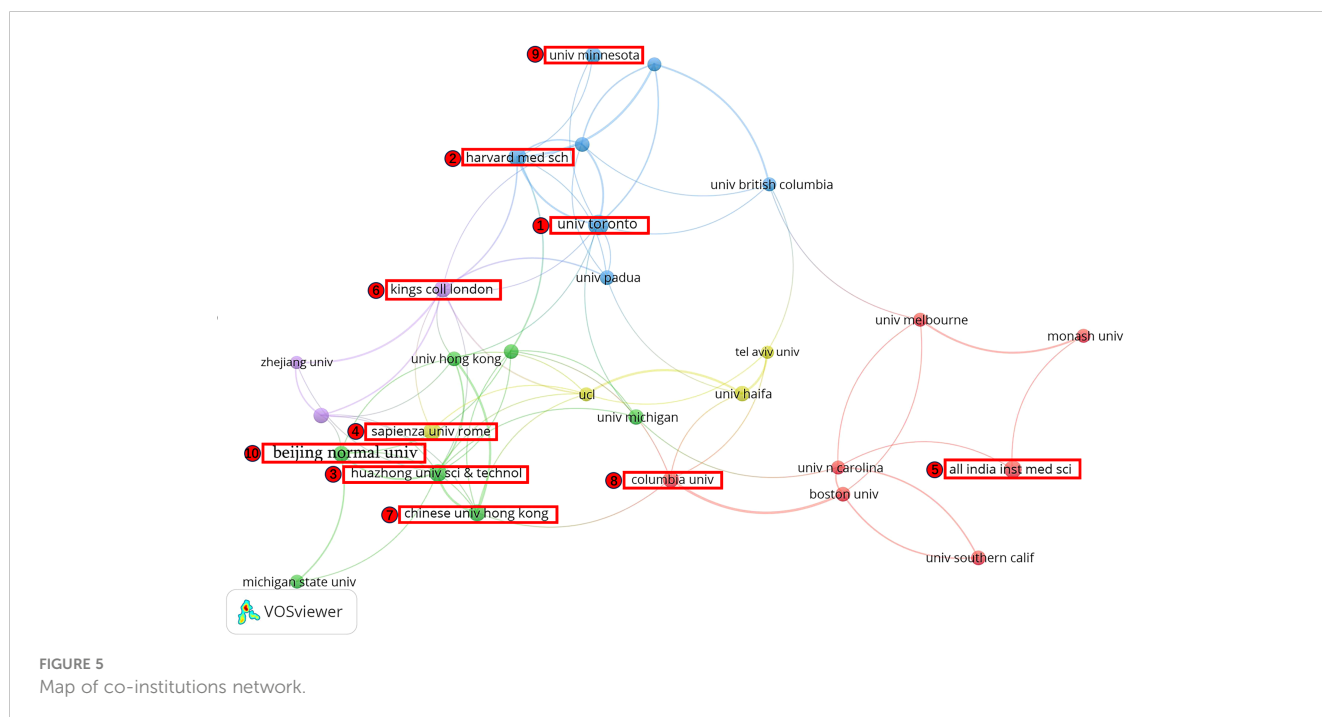 9 univ minnesota
2 harvard med sch
univ british columbia
1 univ toronto
univ padua
6 kings coll london
univ melbourne
monash univ
zhejiang univ
univ hong kong
tel aviv univ
ucl
univ haifa
univ michigan
4 sapienza univ rome
10 beijing normal univ
3 huazhong univ sci & technol
univ n carolina
5 all india inst med sci
8 columbia univ
boston univ
7 chinese univ hong kong
univ southern calif
michigan state univ
VOSviewer
FIGURE 5
Map of co-institutions network.